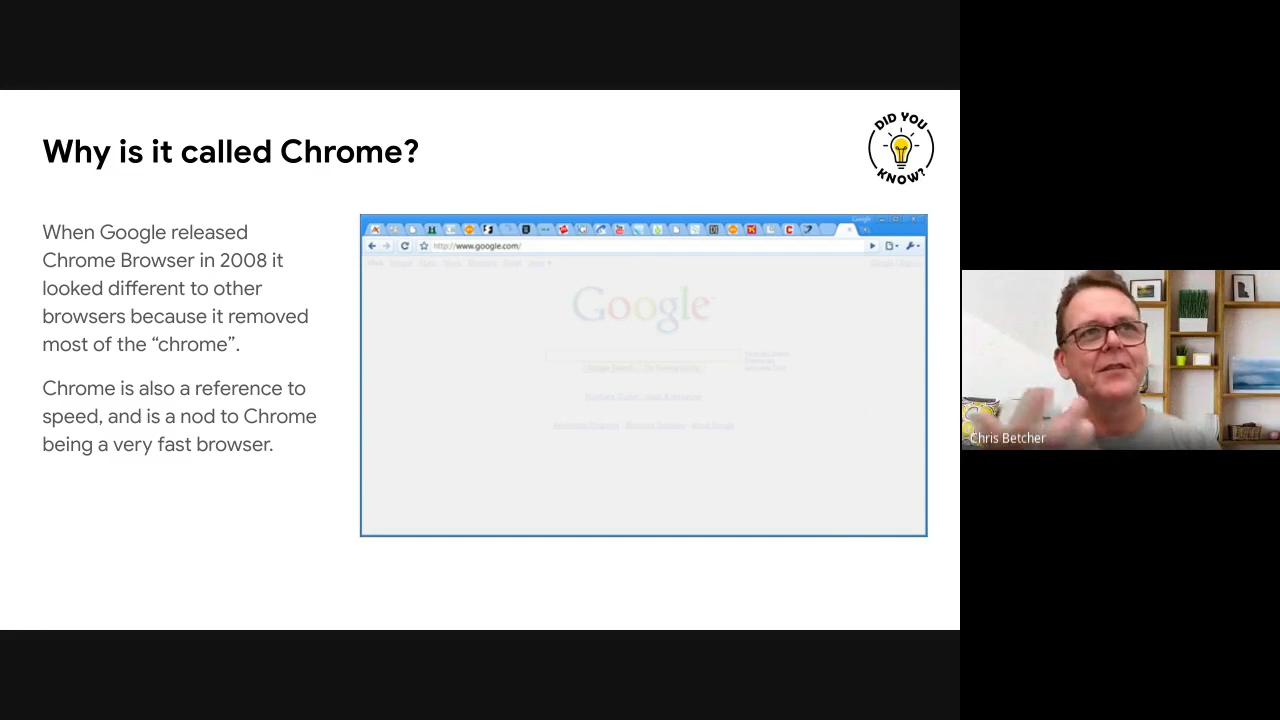 Why is it called Chrome?
DID YOU
KNOW?
When Google released
Chrome Browser in 2008 it
looked different to other
browsers because it removed
most of the “chrome”.
Chrome is also a reference to
speed, and is a nod to Chrome
being a very fast browser.
Google
http://www.google.com/
Google
Chris Betcher